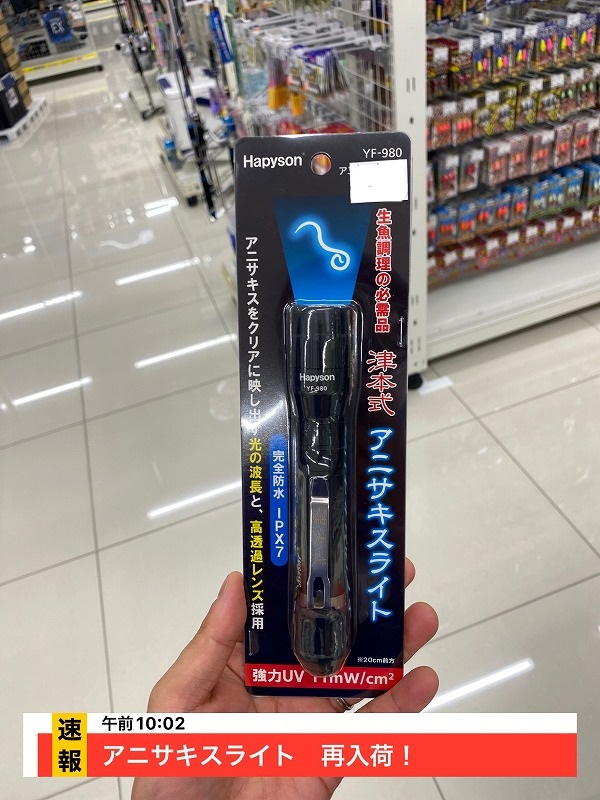 Hapyson
YF-980
生魚調理の必需品
津本式
アニサキスライト
アニサキスをクリアに映し出す光の波長と、高透過レンズ採用
Hapyson
YF-980
完全防水 IPX7
※20cm前方
強力UV 11mW/cm²
速報
午前10:02
アニサキスライト 再入荷！